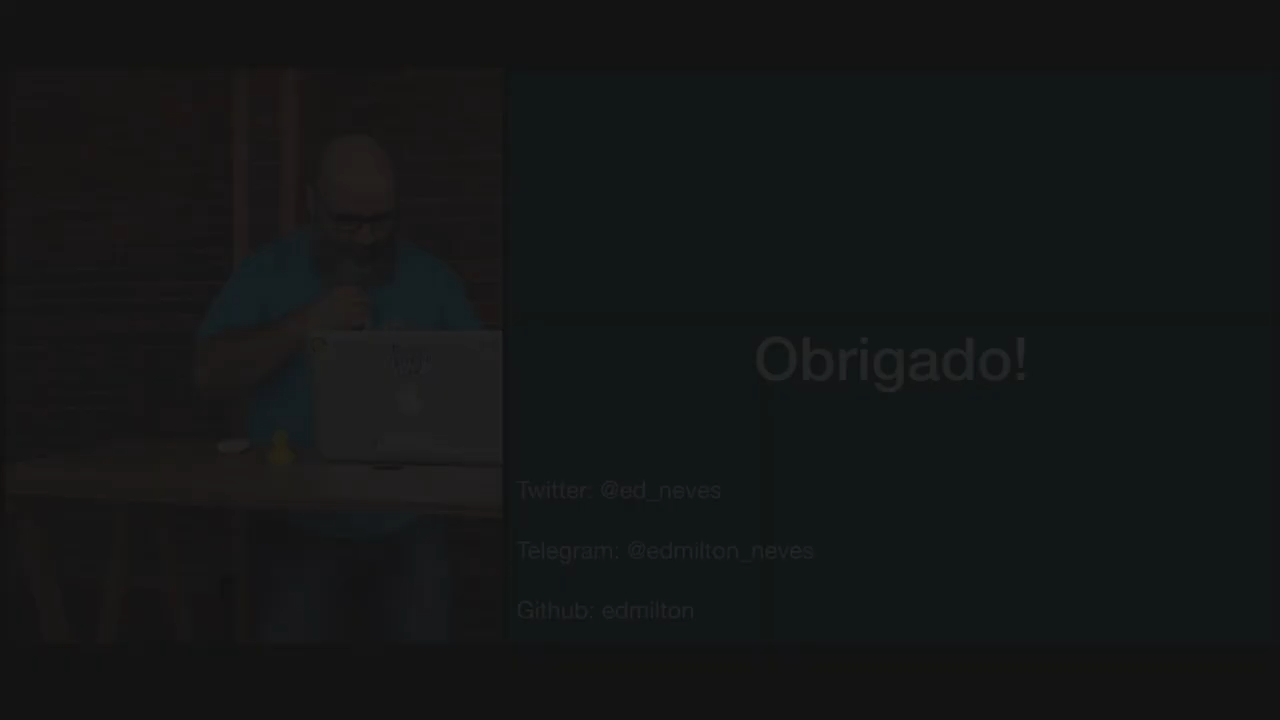 Obrigado!
Twitter: @ed_neves
Telegram: @edmilton_neves
Github: edmilton